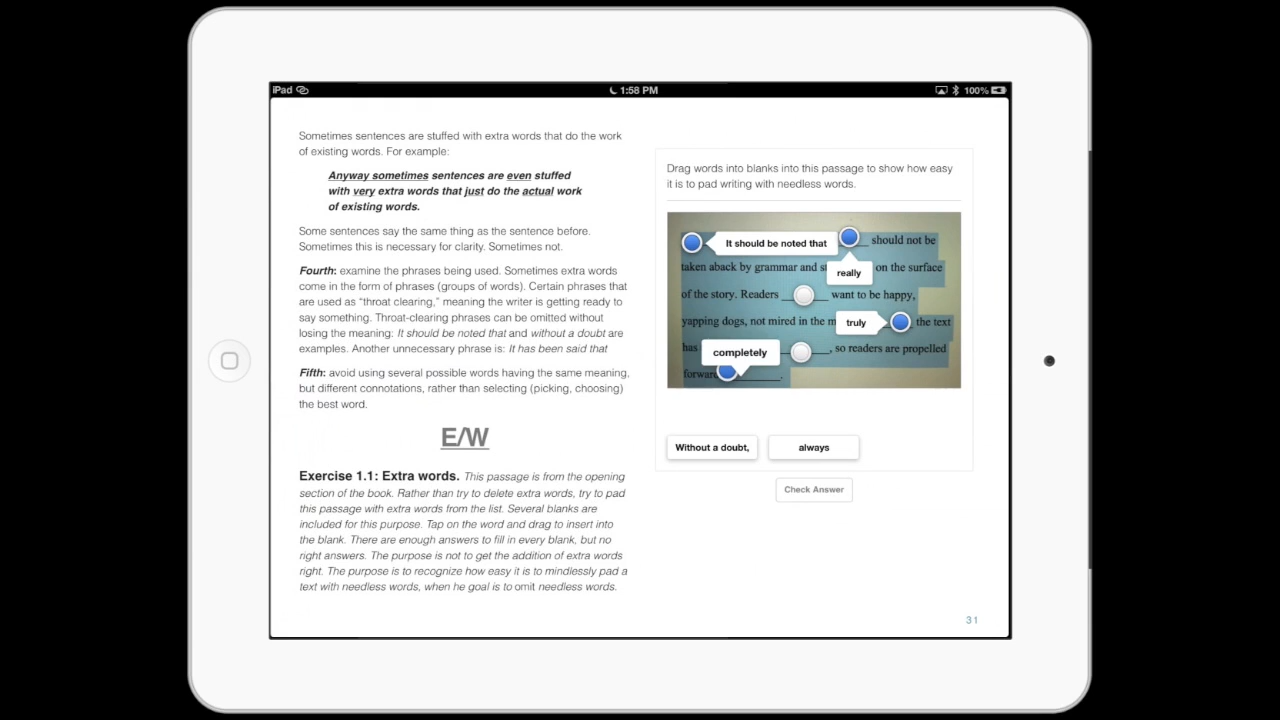 iPad 1:58 PM 100%
Sometimes sentences are stuffed with extra words that do the work
of existing words. For example:
Anyway sometimes sentences are even stuffed
with very extra words that just do the actual work
of existing words.
Some sentences say the same thing as the sentence before.
Sometimes this is necessary for clarity. Sometimes not.
Fourth: examine the phrases being used. Sometimes extra words
come in the form of phrases (groups of words). Certain phrases that
are used as “throat clearing,” meaning the writer is getting ready to
say something. Throat-clearing phrases can be omitted without
losing the meaning: It should be noted that and without a doubt are
examples. Another unnecessary phrase is: It has been said that
Fifth: avoid using several possible words having the same meaning,
but different connotations, rather than selecting (picking, choosing)
the best word.
E/W
Exercise 1.1: Extra words. This passage is from the opening
section of the book. Rather than try to delete extra words, try to pad
this passage with extra words from the list. Several blanks are
included for this purpose. Tap on the word and drag to insert into
the blank. There are enough answers to fill in every blank, but no
right answers. The purpose is not to get the addition of extra words
right. The purpose is to recognize how easy it is to mindlessly pad a
text with needless words, when he goal is to omit needless words.
Drag words into blanks into this passage to show how easy
it is to pad writing with needless words.
It should be noted that should not be
taken aback by grammar and on the surface
really
of the story. Readers want to be happy,
yapping dogs, not mired in the truly the text
has completely , so readers are propelled
forward .
Without a doubt, always
Check Answer
31